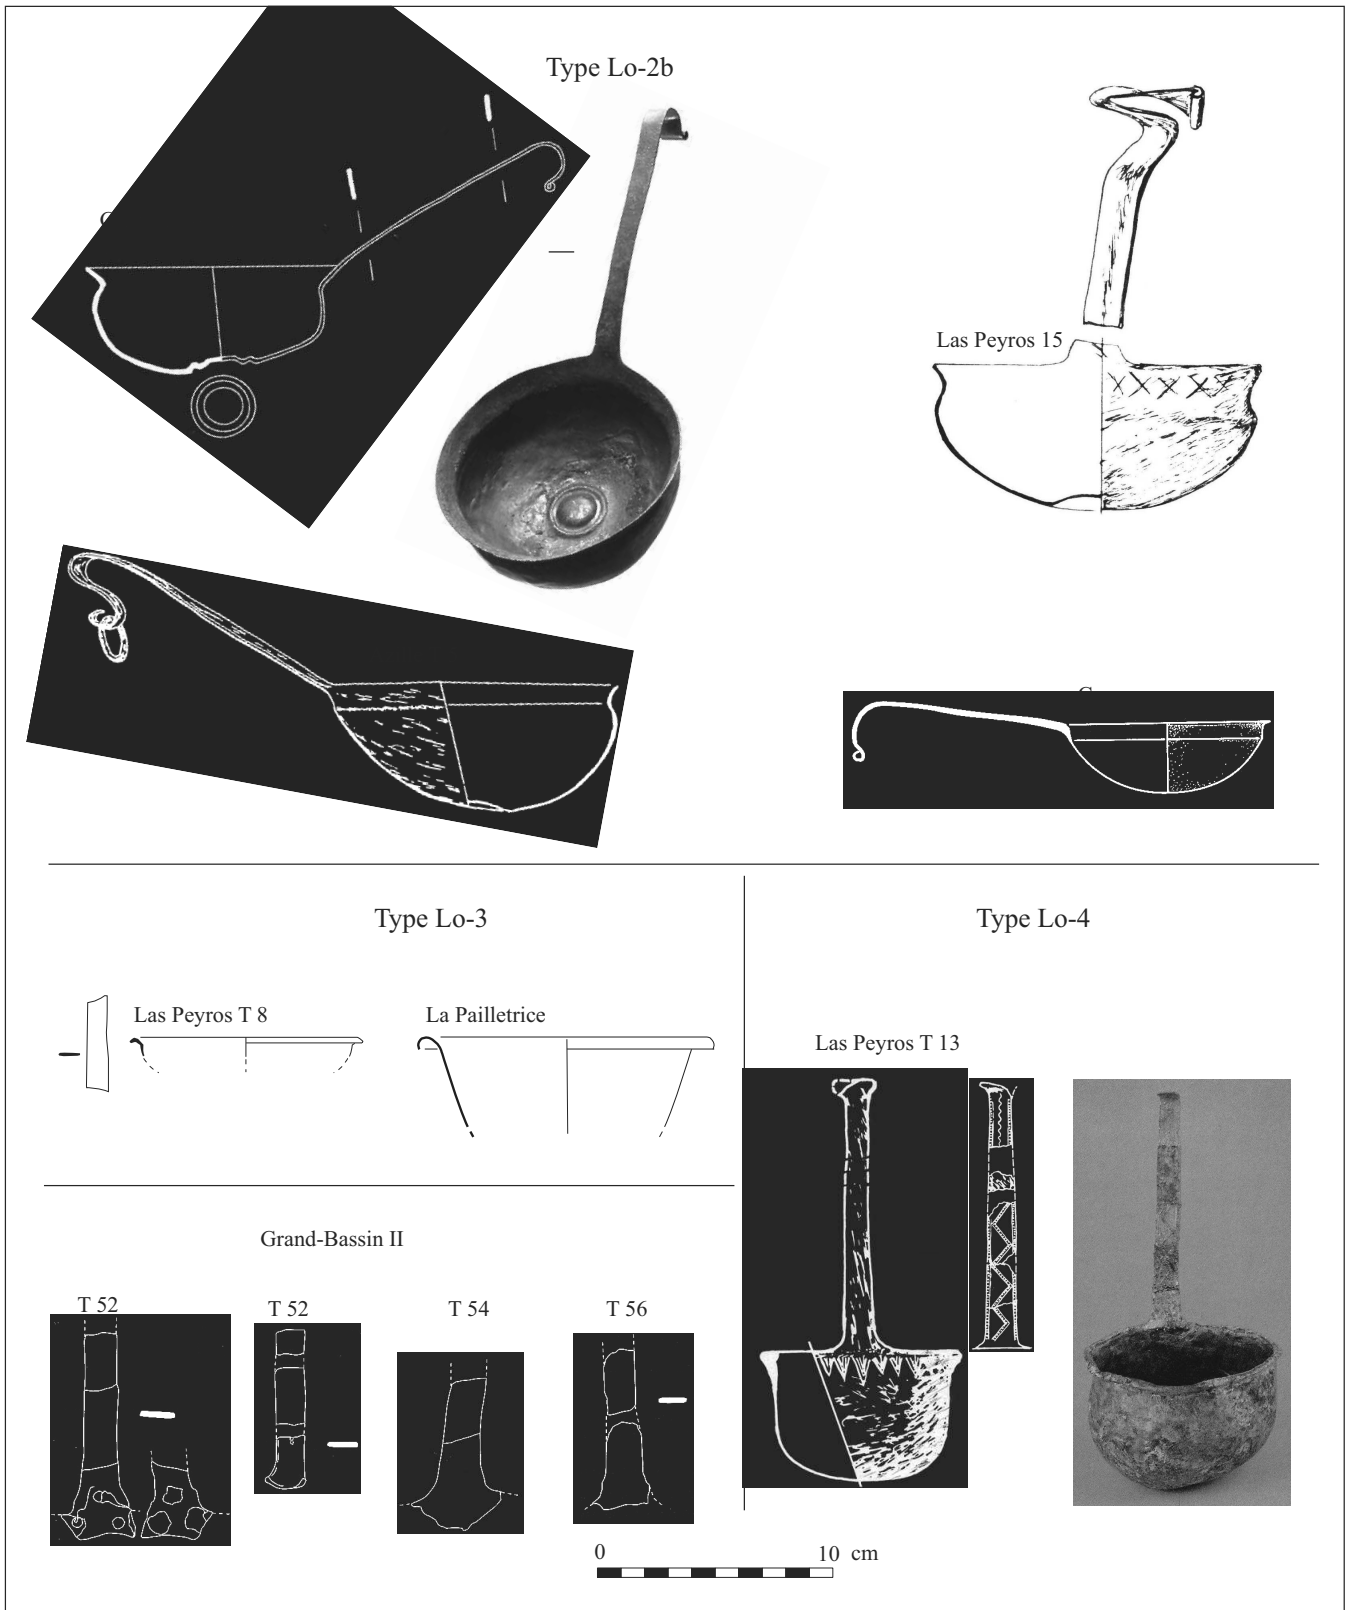 Type Lo-2b
Las Peyros 15
Type Lo-3
Type Lo-4
Las Peyros T 8
La Pailletrice
Las Peyros T 13
Grand-Bassin II
T 52
T 52
T 54
T 56
0 10 cm